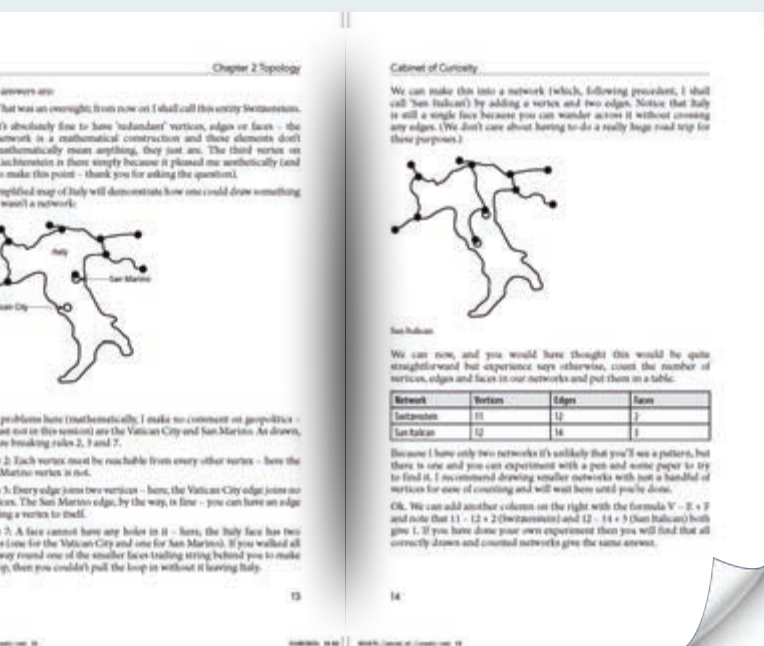 Chapter 2 Topology
answers are:
That was an oversight; from now on I shall call this entity Switzenstein.
absolutely fine to have 'redundant' vertices, edges or faces – the
network is a mathematical construction and these elements don't
mathematically mean anything, they just are. The third vertex on
Liechtenstein is there simply because it pleased me aesthetically (and
make this point – thank you for asking the question).
simplified map of Italy will demonstrate how one could draw something
wasn't a network:
Italy
San Marino
City
problems here (mathematically, I make no comment on geopolitics –
not in this session) are the Vatican City and San Marino. As drawn,
breaking rules 2, 3 and 7.
2: Each vertex must be reachable from every other vertex – here the
Marino vertex is not.
3: Every edge joins two vertices – here, the Vatican City edge joins no
The San Marino edge, by the way, is fine – you can have an edge
a vertex to itself.
7: A face cannot have any holes in it – here, the Italy face has two
(one for the Vatican City and one for San Marino). If you walked all
way round one of the smaller faces trailing string behind you to make
then you couldn't pull the loop in without it leaving Italy.
13
Cabinet of Curiosity
We can make this into a network (which, following precedent, I shall
call 'San Italican') by adding a vertex and two edges. Notice that Italy
is still a single face because you can wander across it without crossing
any edges. (We don't care about having to do a really huge road trip for
these purposes.)
San Italican
We can now, and you would have thought this would be quite
straightforward but experience says otherwise, count the number of
vertices, edges and faces in our networks and put them in a table.
Network Vertices Edges Faces
Switzenstein 11 12 2
San Italican 12 14 3
Because I have only two networks it's unlikely that you'll see a pattern, but
there is one and you can experiment with a pen and some paper to try
to find it. I recommend drawing smaller networks with just a handful of
vertices for ease of counting and will wait here until you're done.
Ok. We can add another column on the right with the formula V – E + F
and note that 11 – 12 + 2 (Switzenstein) and 12 – 14 + 3 (San Italican) both
give 1. If you have done your own experiment then you will find that all
correctly drawn and counted networks give the same answer.
14